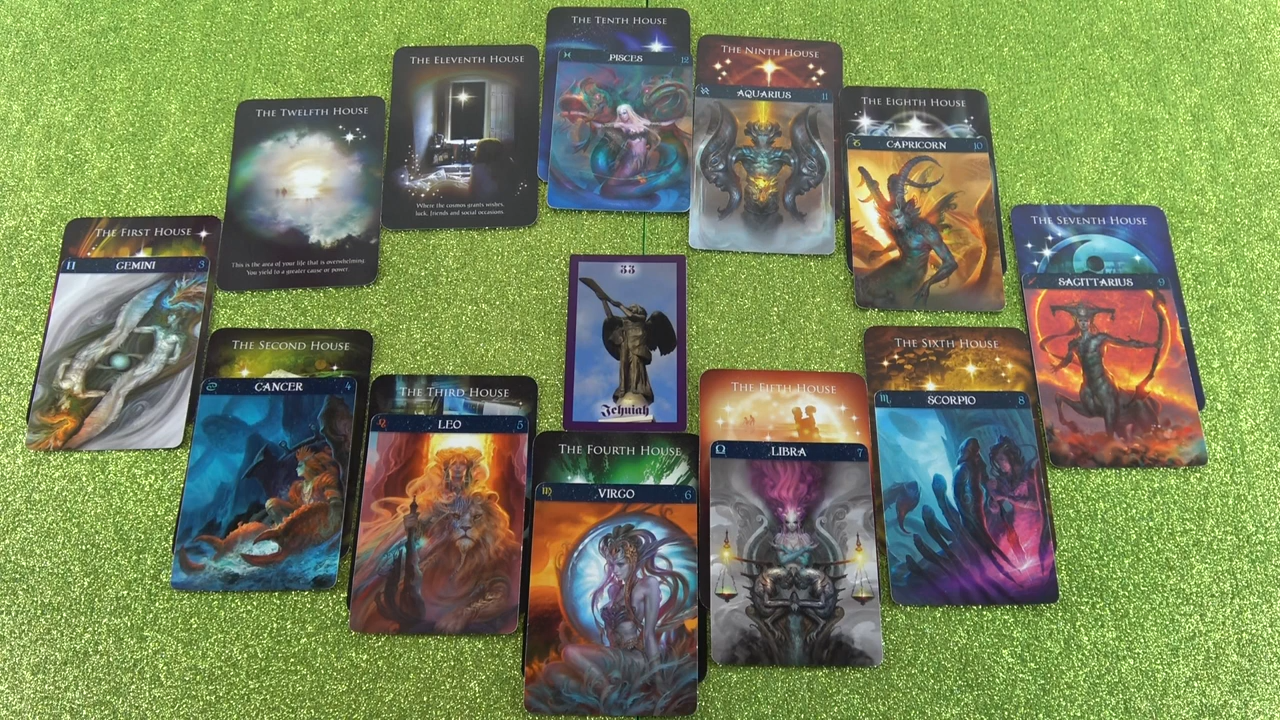 THE TENTH HOUSE
PISCES 12
THE NINTH HOUSE
AQUARIUS 11
THE ELEVENTH HOUSE
Where the cosmos grants wishes,
luck, friends and social occasions
THE EIGHTH HOUSE
CAPRICORN 10
THE TWELFTH HOUSE
This is the area of your life that is overwhelming.
You yield to a greater cause or power.
THE SEVENTH HOUSE
SAGITTARIUS 9
THE FIRST HOUSE
GEMINI 3
33
Jehuiah
THE SECOND HOUSE
CANCER 4
THE THIRD HOUSE
LEO 5
THE FOURTH HOUSE
VIRGO 6
THE FIFTH HOUSE
LIBRA 7
THE SIXTH HOUSE
SCORPIO 8